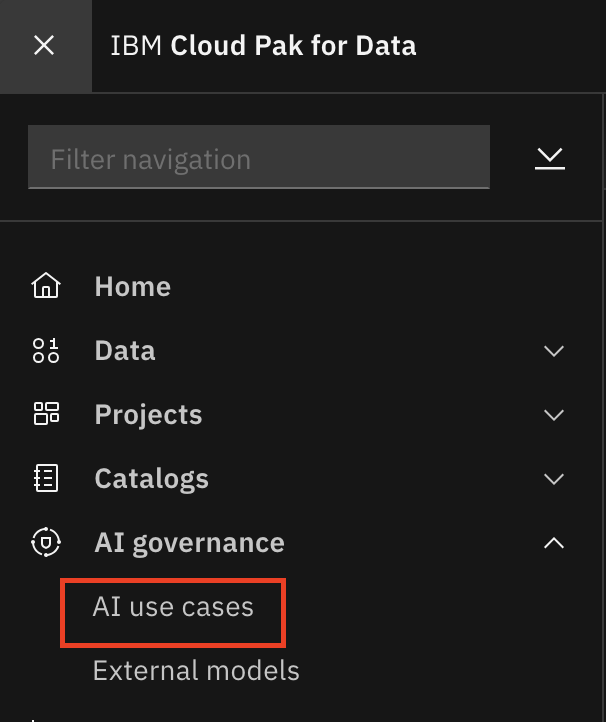 IBM Cloud Pak for Data
Filter navigation
Home
Data
Projects
Catalogs
AI governance
AI use cases
External models